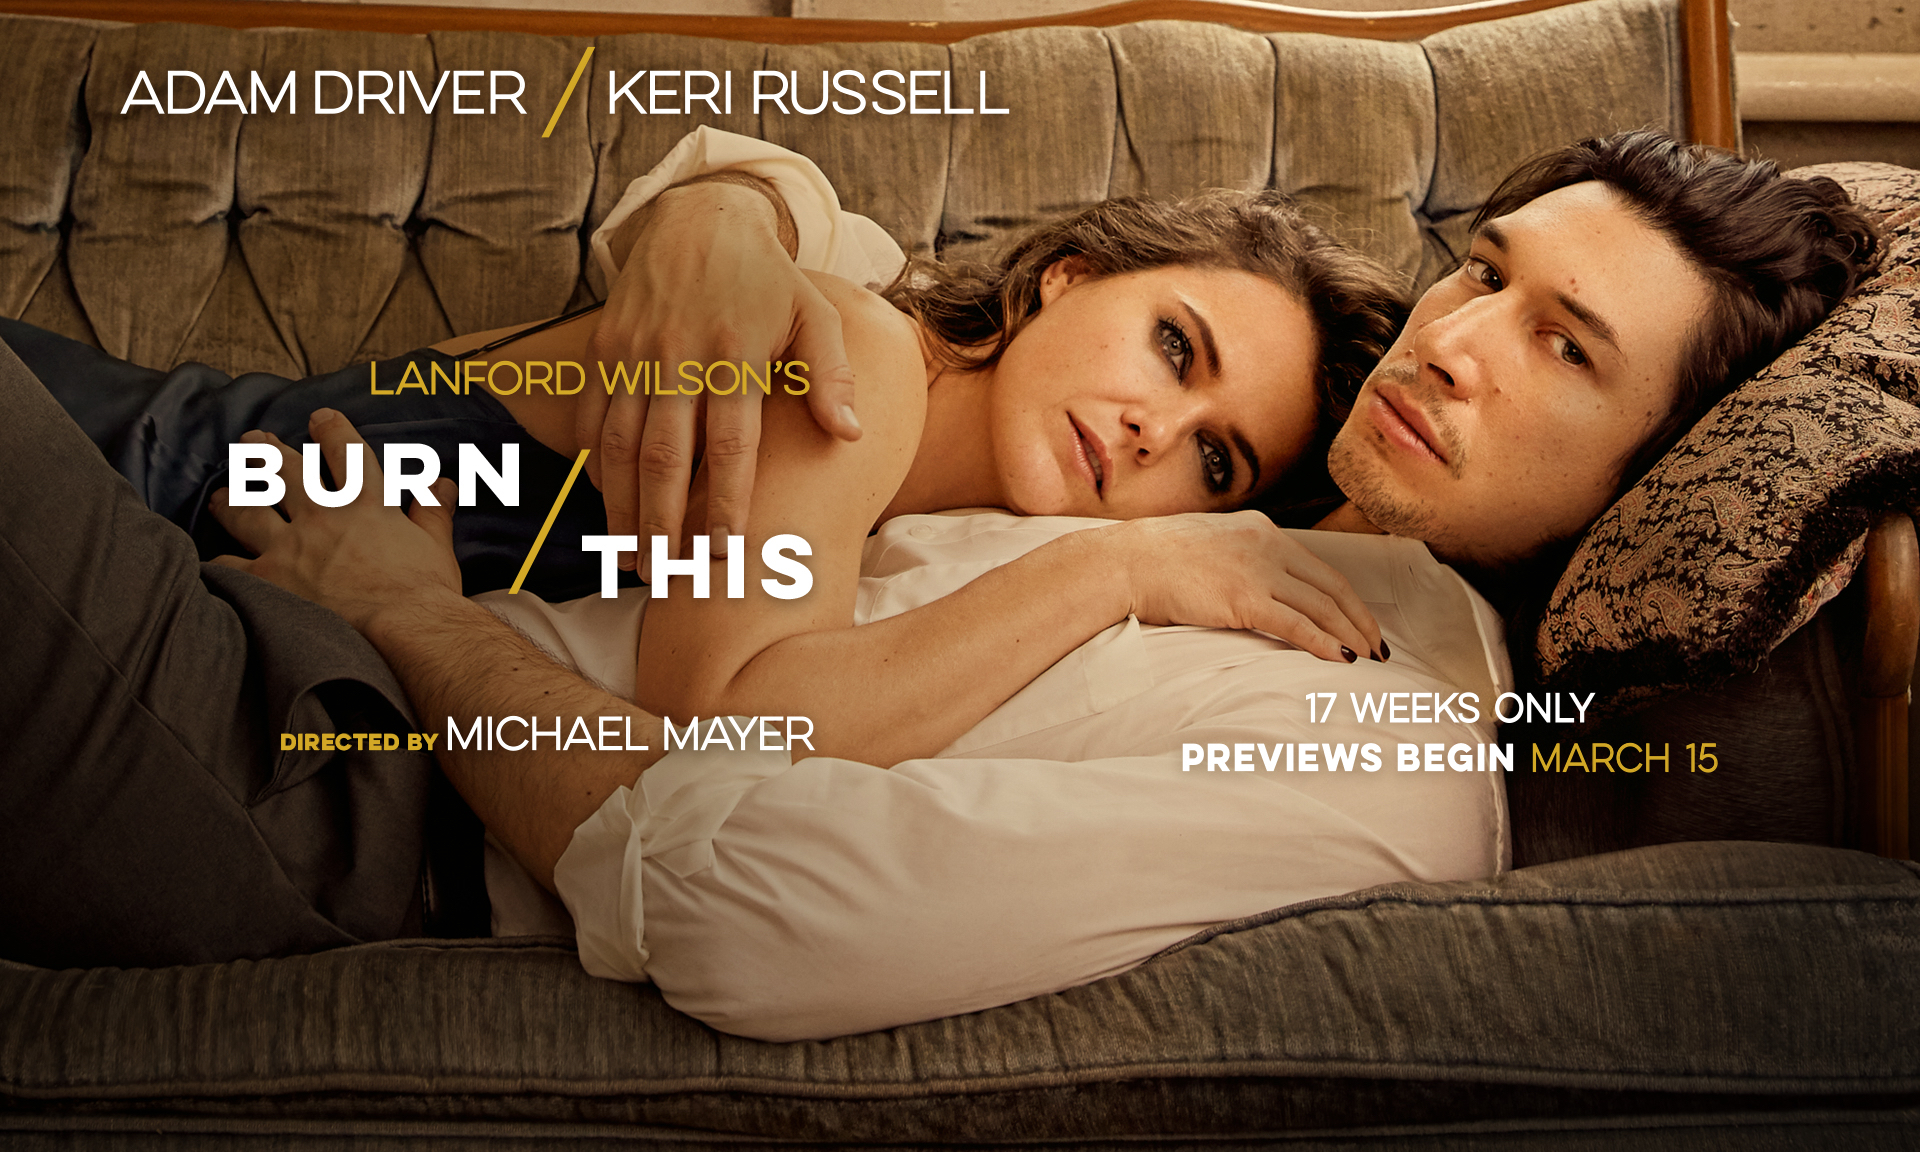 ADAM DRIVER / KERI RUSSELL
LANFORD WILSON'S
BURN /
THIS
DIRECTED BY MICHAEL MAYER
17 WEEKS ONLY
PREVIEWS BEGIN MARCH 15